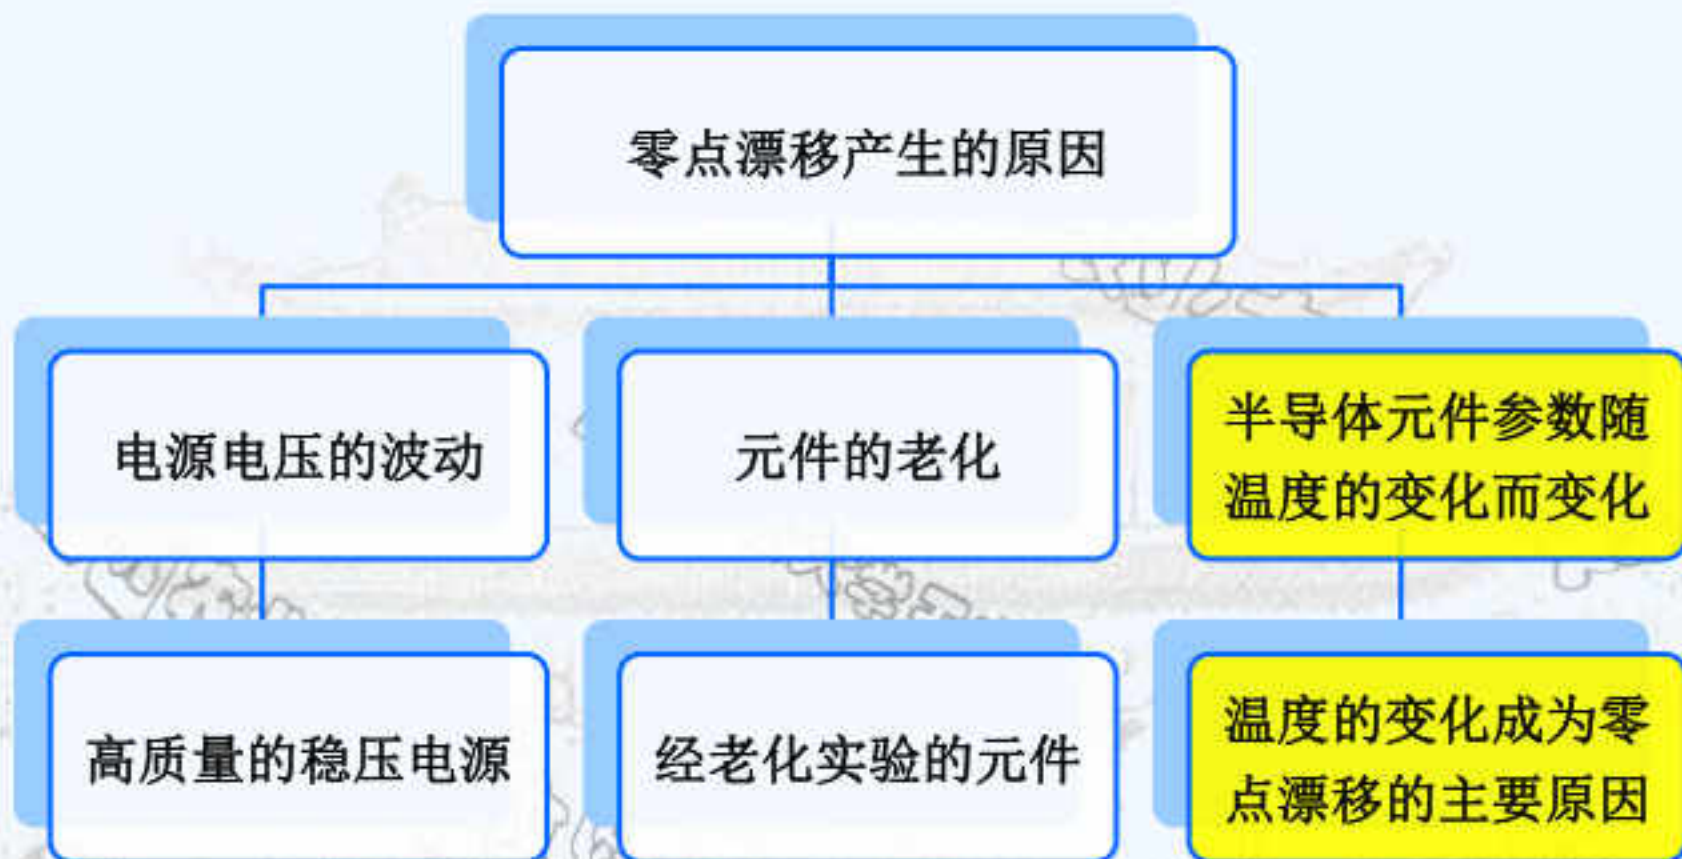 零点漂移产生的原因
电源电压的波动
元件的老化
半导体元件参数随
温度的变化而变化
高质量的稳压电源
经老化实验的元件
温度的变化成为零
点漂移的主要原因